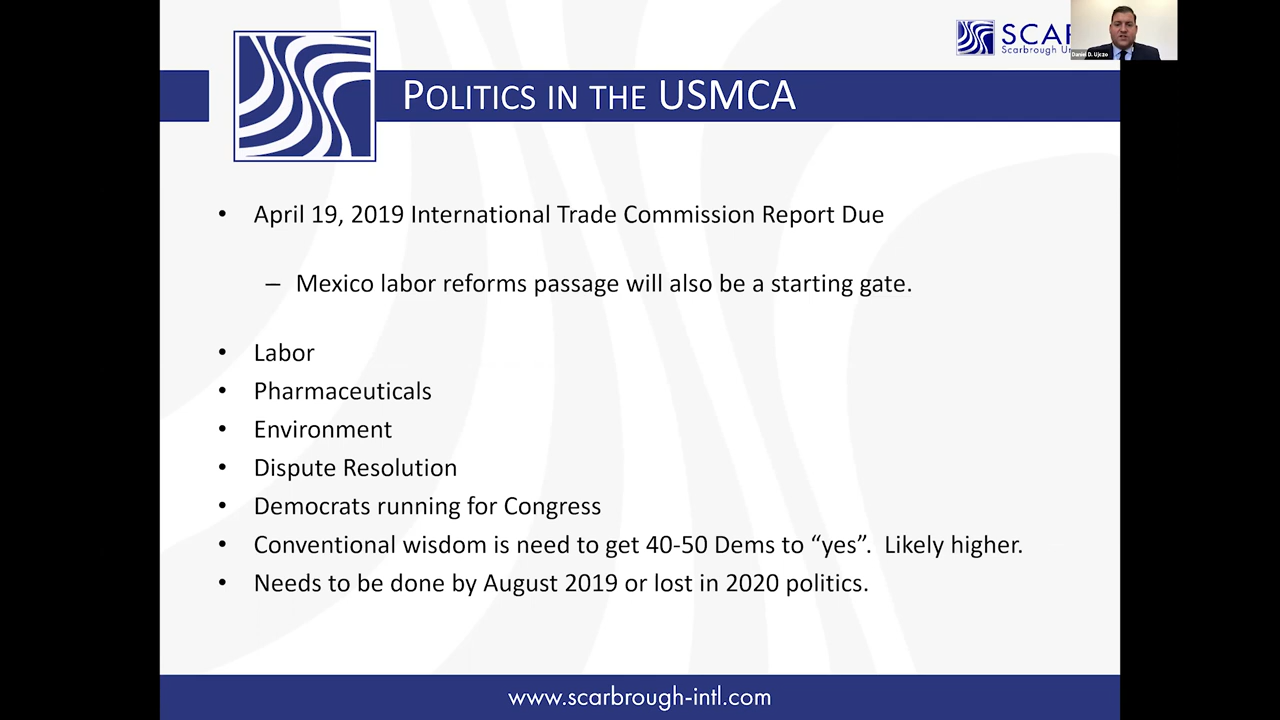 SCAR
Scarbrough U
Daniel D. Ujczo
POLITICS IN THE USMCA
• April 19, 2019 International Trade Commission Report Due
– Mexico labor reforms passage will also be a starting gate.
• Labor
• Pharmaceuticals
• Environment
• Dispute Resolution
• Democrats running for Congress
• Conventional wisdom is need to get 40-50 Dems to “yes”. Likely higher.
• Needs to be done by August 2019 or lost in 2020 politics.
www.scarbrough-intl.com